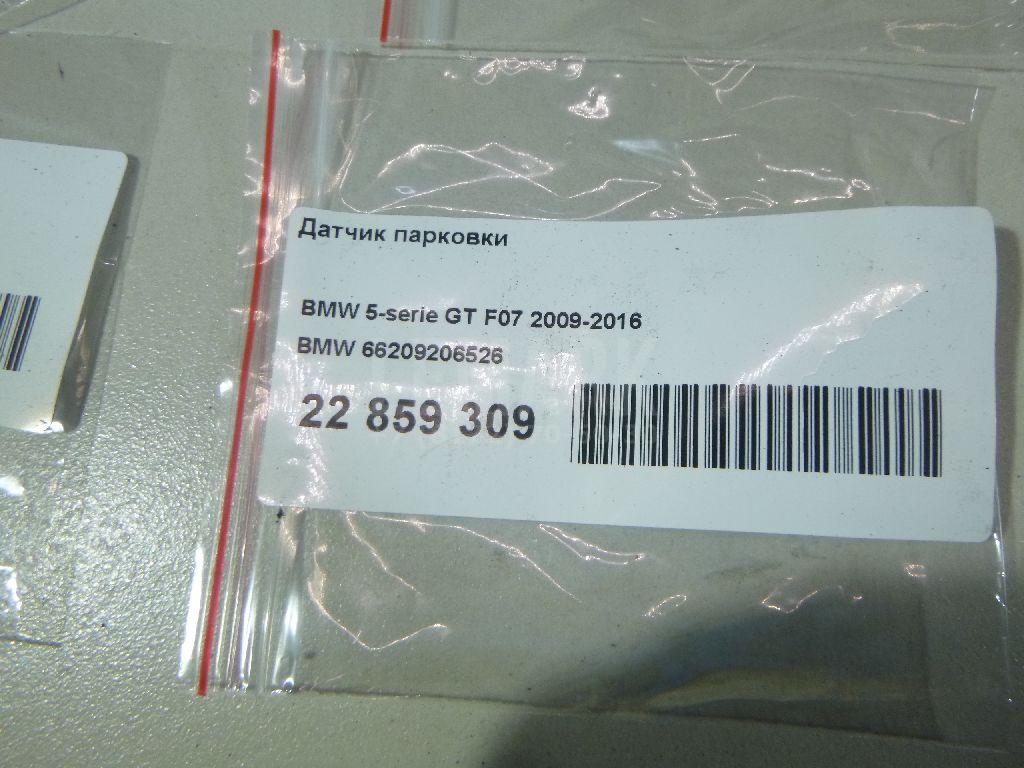 Датчик парковки
BMW 5-serie GT F07 2009-2016
BMW 66209206526
22 859 309